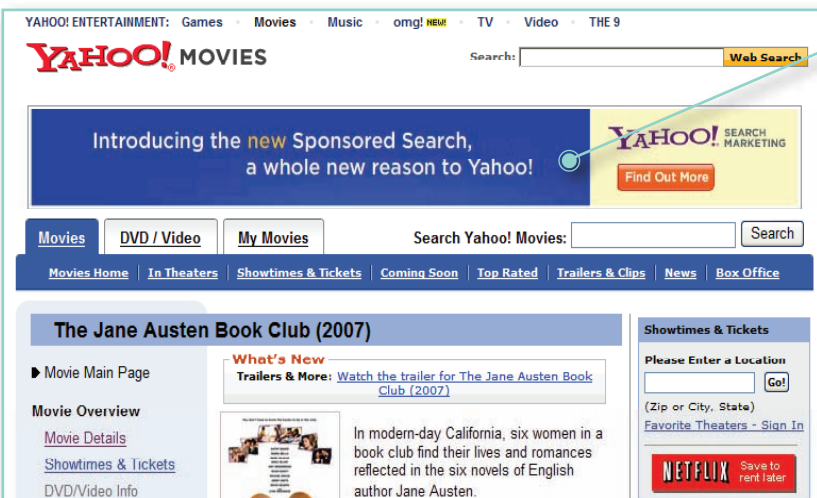 YAHOO! ENTERTAINMENT: Games Movies Music omg! NEW! TV Video THE 9
YAHOO! MOVIES
Search: Web Search
Introducing the new Sponsored Search,
a whole new reason to Yahoo!
YAHOO! SEARCH MARKETING
Find Out More
Movies DVD / Video My Movies Search Yahoo! Movies: Search
Movies Home In Theaters Showtimes & Tickets Coming Soon Top Rated Trailers & Clips News Box Office
The Jane Austen Book Club (2007)
Movie Main Page
Movie Overview
Movie Details
Showtimes & Tickets
DVD/Video Info
What's New
Trailers & More: Watch the trailer for The Jane Austen Book
Club (2007)
In modern-day California, six women in a
book club find their lives and romances
reflected in the six novels of English
author Jane Austen.
Showtimes & Tickets
Please Enter a Location
Go!
(Zip or City, State)
Favorite Theaters - Sign In
NETFLIX Save to
rent later